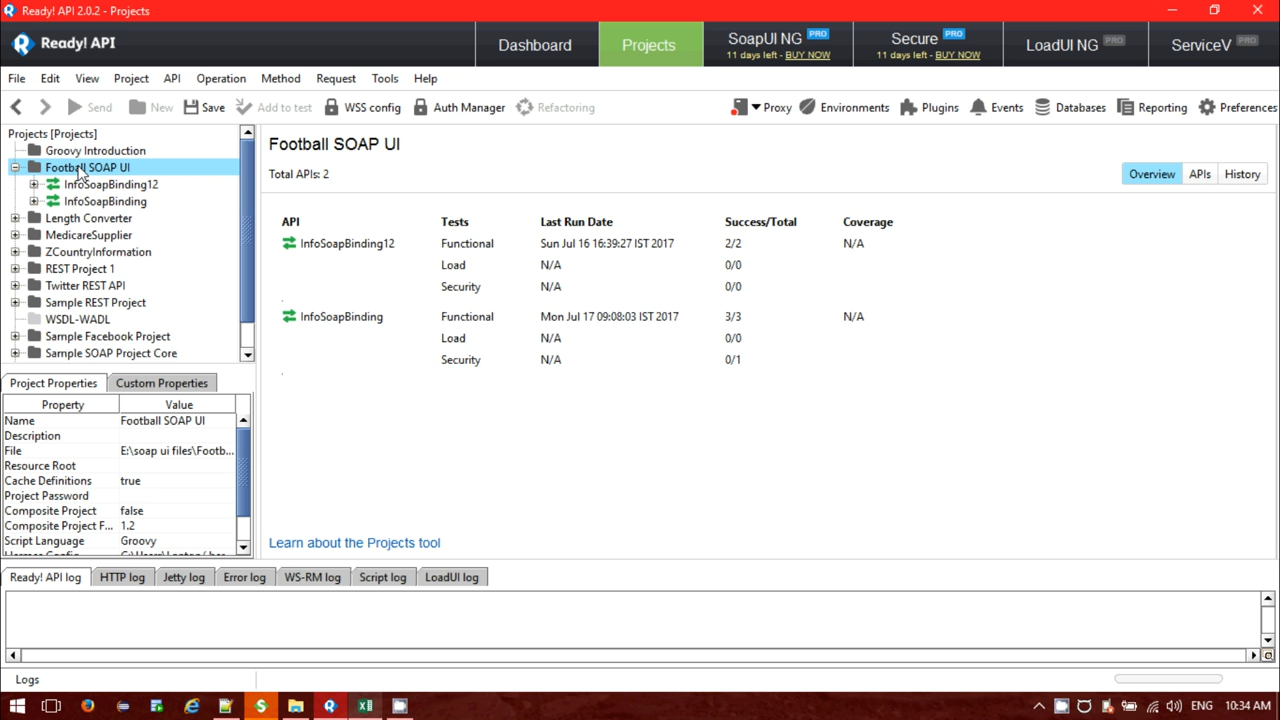 Ready! API 2.0.2 - Projects
Ready! API
Dashboard
Projects
SoapUI NG PRO
11 days left - BUY NOW
Secure PRO
11 days left - BUY NOW
LoadUI NG PRO
ServiceV PRO
File Edit View Project API Operation Method Request Tools Help
Send New Save Add to test WSS config Auth Manager Refactoring Proxy Environments Plugins Events Databases Reporting Preferences
Projects [Projects]
Groovy Introduction
Football SOAP UI
InfoSoapBinding12
InfoSoapBinding
Length Converter
MedicareSupplier
ZCountryInformation
REST Project 1
Twitter REST API
Sample REST Project
WSDL-WADL
Sample Facebook Project
Sample SOAP Project Core
Project Properties Custom Properties
Property Value
Name Football SOAP UI
Description
File E:\soap ui files\Footb...
Resource Root
Cache Definitions true
Project Password
Composite Project false
Composite Project F... 1.2
Script Language Groovy
Football SOAP UI
Total APIs: 2
Overview APIs History
API Tests Last Run Date Success/Total Coverage
InfoSoapBinding12 Functional Sun Jul 16 16:39:27 IST 2017 2/2 N/A
Load N/A 0/0
Security N/A 0/0
InfoSoapBinding Functional Mon Jul 17 09:08:03 IST 2017 3/3 N/A
Load N/A 0/0
Security N/A 0/1
Learn about the Projects tool
Ready! API log HTTP log Jetty log Error log WS-RM log Script log LoadUI log
Logs
ENG 10:34 AM